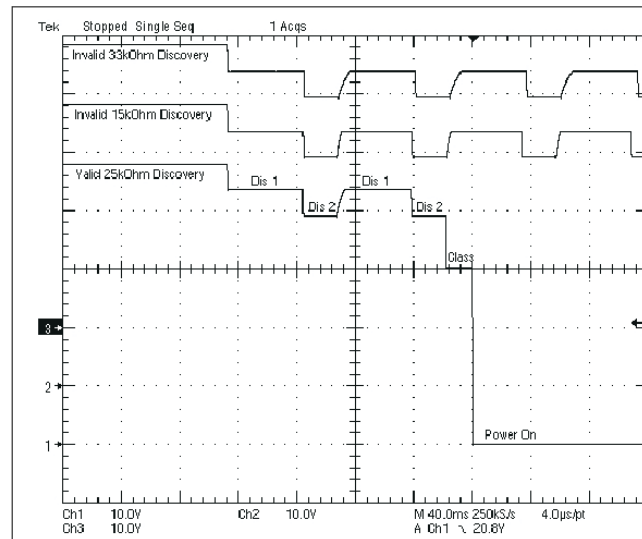 Tek Stopped Single Seq 1 Acqs
Invalid 33kOhm Discovery
Invalid 15kOhm Discovery
Valid 25kOhm Discovery
Dis 1 Dis 1
Dis 2 Dis 2
Class
3
2
1
Power On
Ch1 10.0V Ch2 10.0V M 40.0ms 250kS/s 4.0µs/pt
Ch3 10.0V A Ch1 \ 20.8V